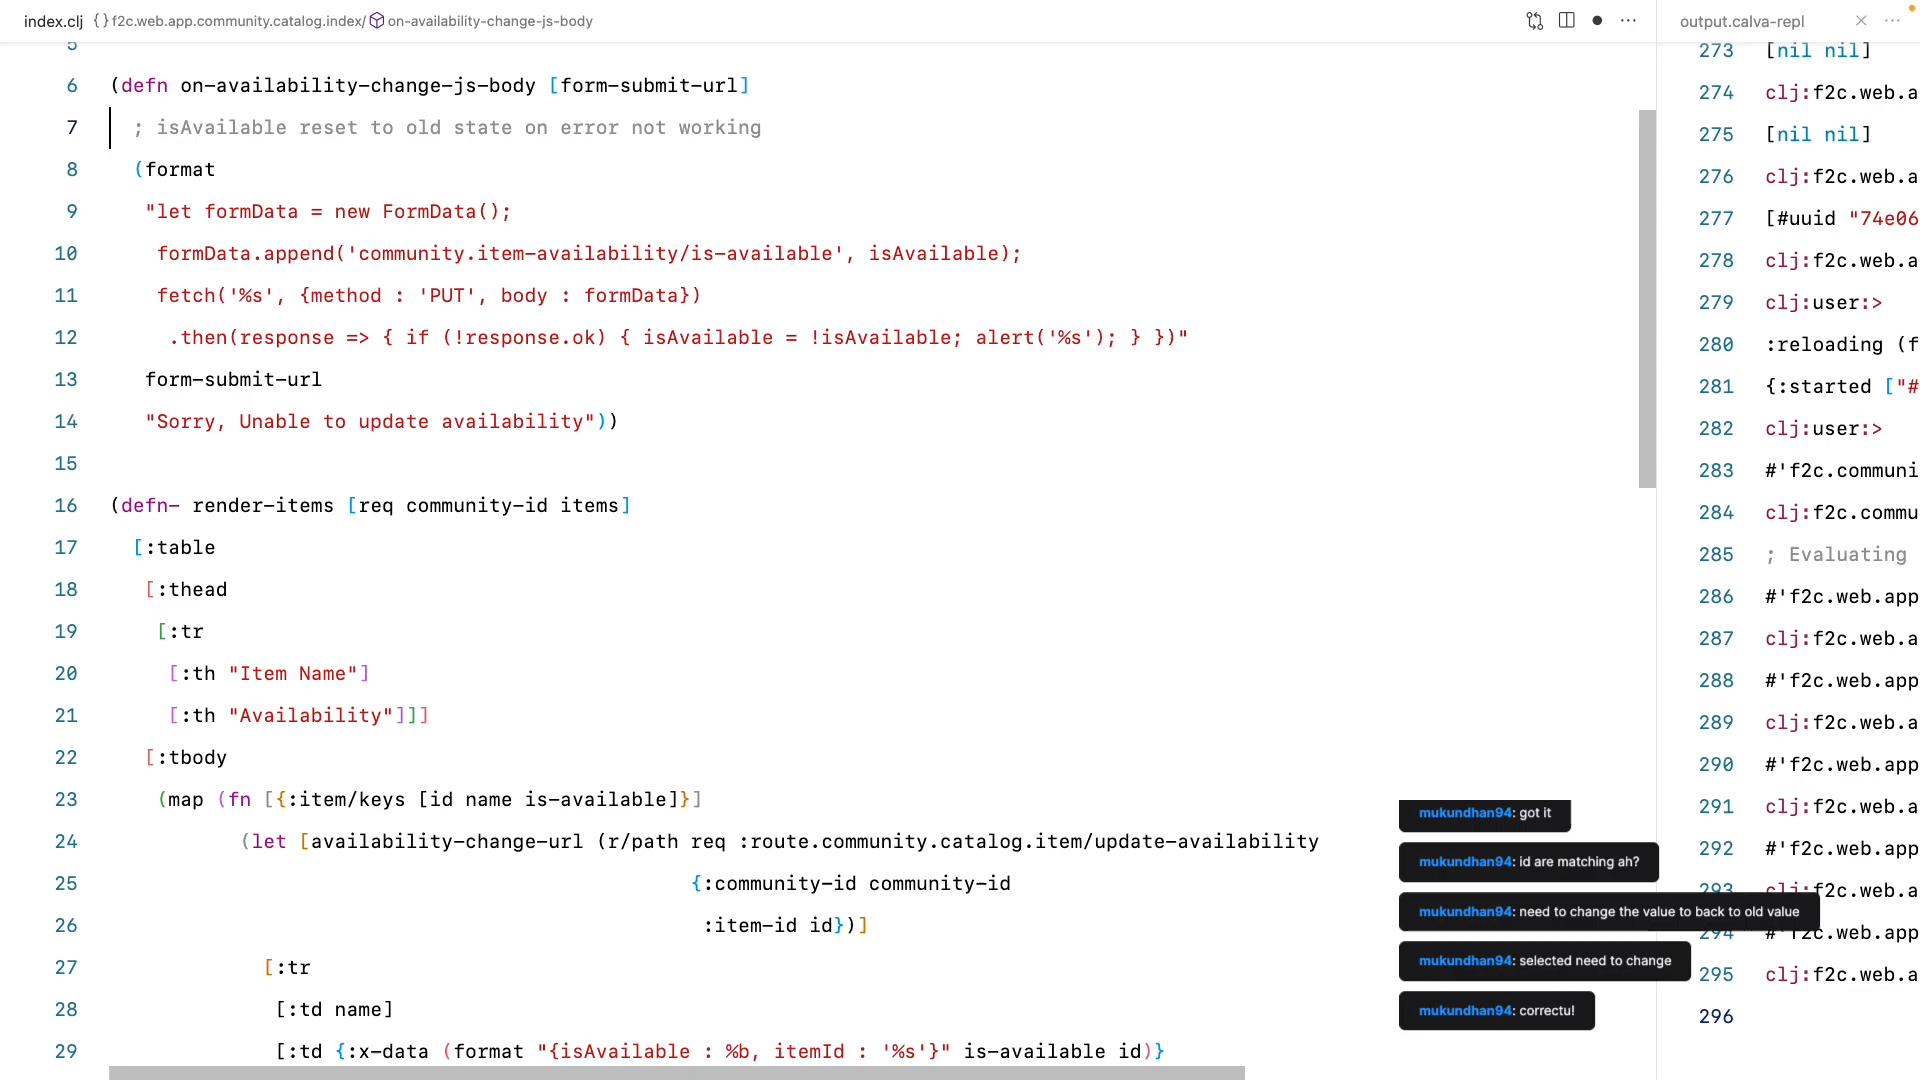 index.clj {} f2c.web.app.community.catalog.index/ on-availability-change-js-body
output.calva-repl
5
6 (defn on-availability-change-js-body [form-submit-url]
7 ; isAvailable reset to old state on error not working
8 (format
9 "let formData = new FormData();
10 formData.append('community.item-availability/is-available', isAvailable);
11 fetch('%s', {method : 'PUT', body : formData})
12 .then(response => { if (!response.ok) { isAvailable = !isAvailable; alert('%s'); } })"
13 form-submit-url
14 "Sorry, Unable to update availability"))
15
16 (defn- render-items [req community-id items]
17 [:table
18 [:thead
19 [:tr
20 [:th "Item Name"]
21 [:th "Availability"]]]
22 [:tbody
23 (map (fn [{:item/keys [id name is-available]}]
24 (let [availability-change-url (r/path req :route.community.catalog.item/update-availability
25 {:community-id community-id
26 :item-id id})]
27 [:tr
28 [:td name]
29 [:td {:x-data (format "{isAvailable : %b, itemId : '%s'}" is-available id)}
273 [nil nil]
274 clj:f2c.web.a
275 [nil nil]
276 clj:f2c.web.a
277 [#uuid "74e06
278 clj:f2c.web.a
279 clj:user:>
280 :reloading (f
281 {:started ["#
282 clj:user:>
283 #'f2c.communi
284 clj:f2c.commu
285 ; Evaluating
286 #'f2c.web.app
287 clj:f2c.web.a
288 #'f2c.web.app
289 clj:f2c.web.a
290 #'f2c.web.app
291 clj:f2c.web.a
292 #'f2c.web.app
293 clj:f2c.web.a
294 #'f2c.web.app
295 clj:f2c.web.a
296
mukundhan94: got it
mukundhan94: id are matching ah?
mukundhan94: need to change the value to back to old value
mukundhan94: selected need to change
mukundhan94: correctu!